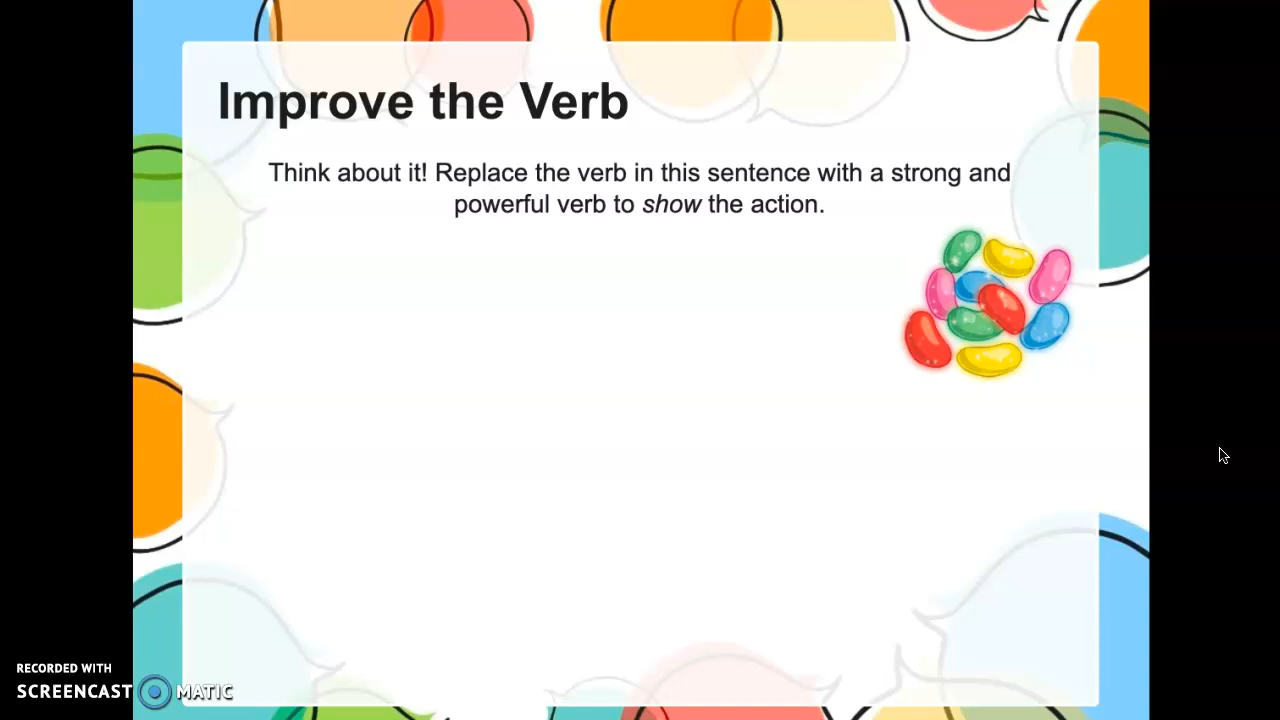 Improve the Verb
Think about it! Replace the verb in this sentence with a strong and
powerful verb to show the action.
RECORDED WITH
SCREENCAST MATIC